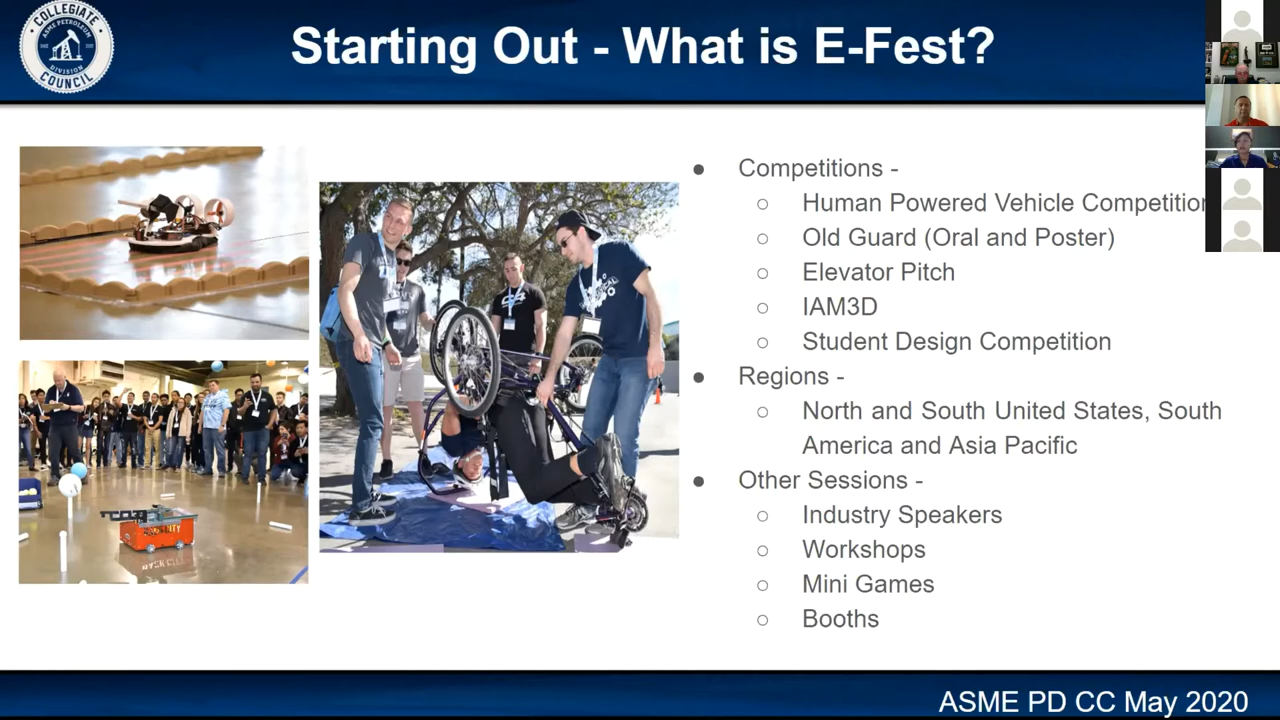 COLLEGIATE
ASME PETROLEUM
DIVISION
COUNCIL
Starting Out - What is E-Fest?
● Competitions -
○ Human Powered Vehicle Competition
○ Old Guard (Oral and Poster)
○ Elevator Pitch
○ IAM3D
○ Student Design Competition
● Regions -
○ North and South United States, South
America and Asia Pacific
● Other Sessions -
○ Industry Speakers
○ Workshops
○ Mini Games
○ Booths
ASME PD CC May 2020